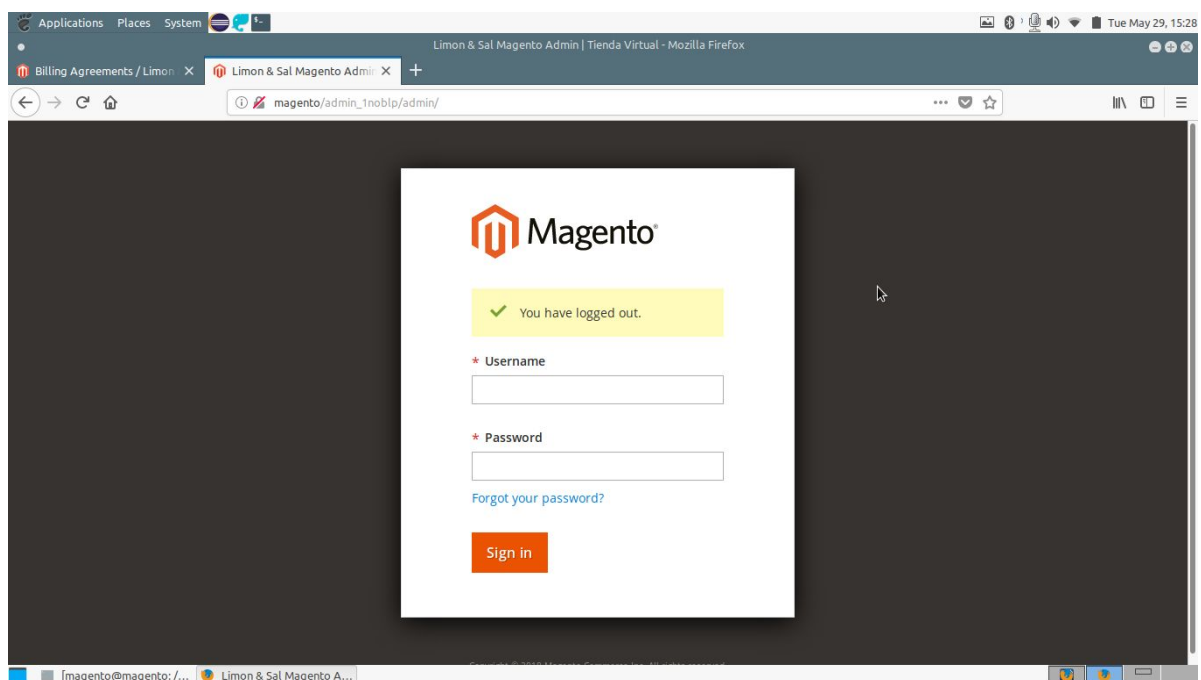 Applications Places System Tue May 29, 15:28
Limon & Sal Magento Admin | Tienda Virtual - Mozilla Firefox
Billing Agreements / Limon Limon & Sal Magento Admin
magento/admin_1noblp/admin/
Magento
You have logged out.
* Username
* Password
Forgot your password?
Sign in
[magento@magento: /... Limon & Sal Magento A...